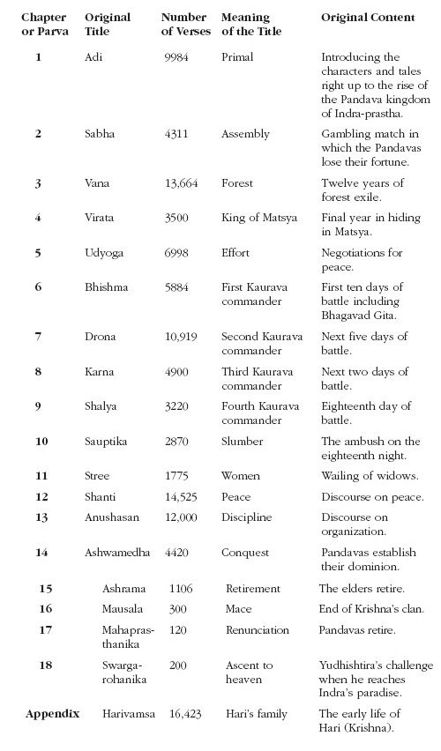 Chapter Original Number Meaning Original Content
or Parva Title of Verses of the Title
1 Adi 9984 Primal Introducing the
characters and tales
right up to the rise of
the Pandava kingdom
of Indra-prastha.
2 Sabha 4311 Assembly Gambling match in
which the Pandavas
lose their fortune.
3 Vana 13,664 Forest Twelve years of
forest exile.
4 Virata 3500 King of Matsya Final year in hiding
in Matsya.
5 Udyoga 6998 Effort Negotiations for
peace.
6 Bhishma 5884 First Kaurava First ten days of
commander battle including
Bhagavad Gita.
7 Drona 10,919 Second Kaurava Next five days of
commander battle.
8 Karna 4900 Third Kaurava Next two days of
commander battle.
9 Shalya 3220 Fourth Kaurava Eighteenth day of
commander battle.
10 Sauptika 2870 Slumber The ambush on the
eighteenth night.
11 Stree 1775 Women Wailing of widows.
12 Shanti 14,525 Peace Discourse on peace.
13 Anushasan 12,000 Discipline Discourse on
organization.
14 Ashwamedha 4420 Conquest Pandavas establish
their dominion.
15 Ashrama 1106 Retirement The elders retire.
16 Mausala 300 Mace End of Krishna's clan.
17 Mahapras- 120 Renunciation Pandavas retire.
thanika
18 Swarga- 200 Ascent to Yudhishtira's challenge
rohanika heaven when he reaches
Indra's paradise.
Appendix Harivamsa 16,423 Hari's family The early life of
Hari (Krishna).